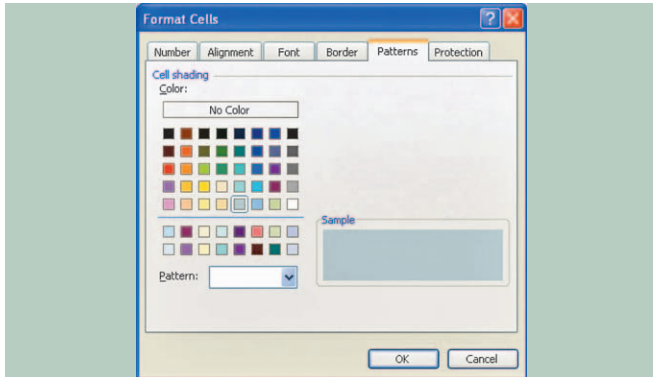 Format Cells
Number Alignment Font Border Patterns Protection
Cell shading
Color:
No Color
Sample
Pattern:
OK Cancel